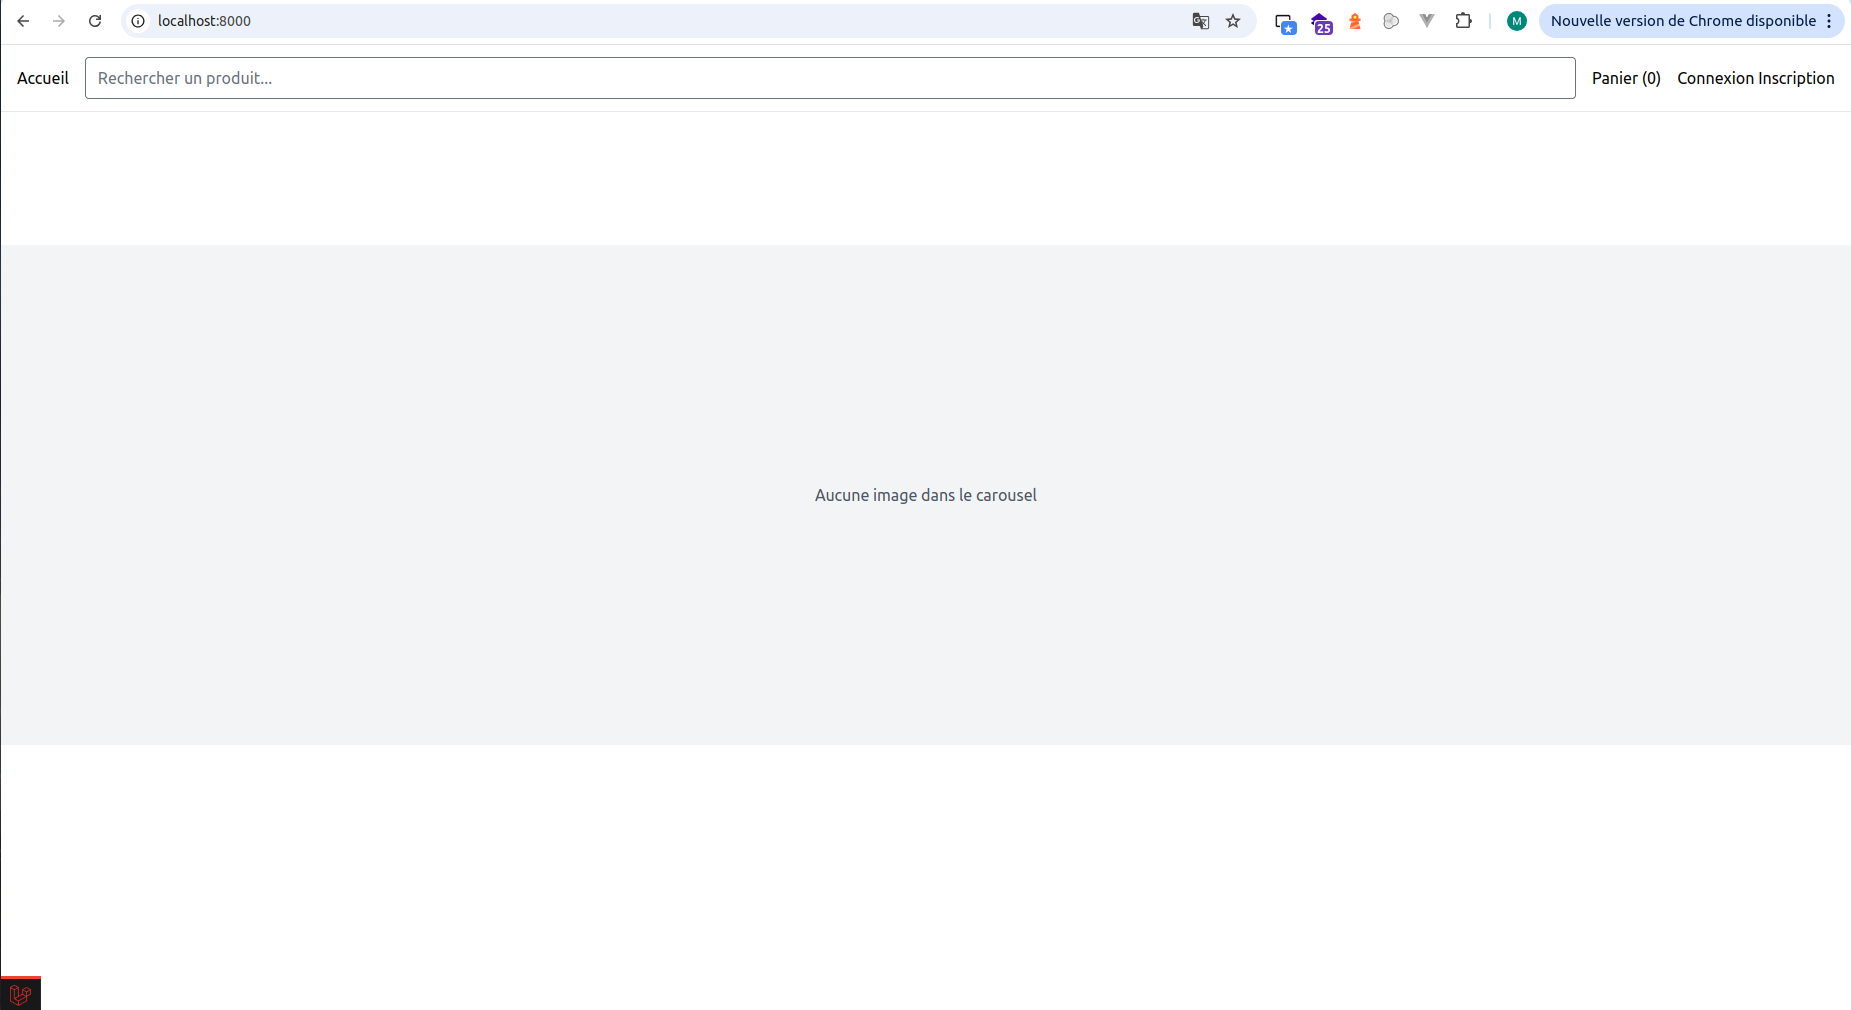 localhost:8000
25
M
Nouvelle version de Chrome disponible
Accueil
Rechercher un produit...
Panier (0)
Connexion Inscription
Aucune image dans le carousel